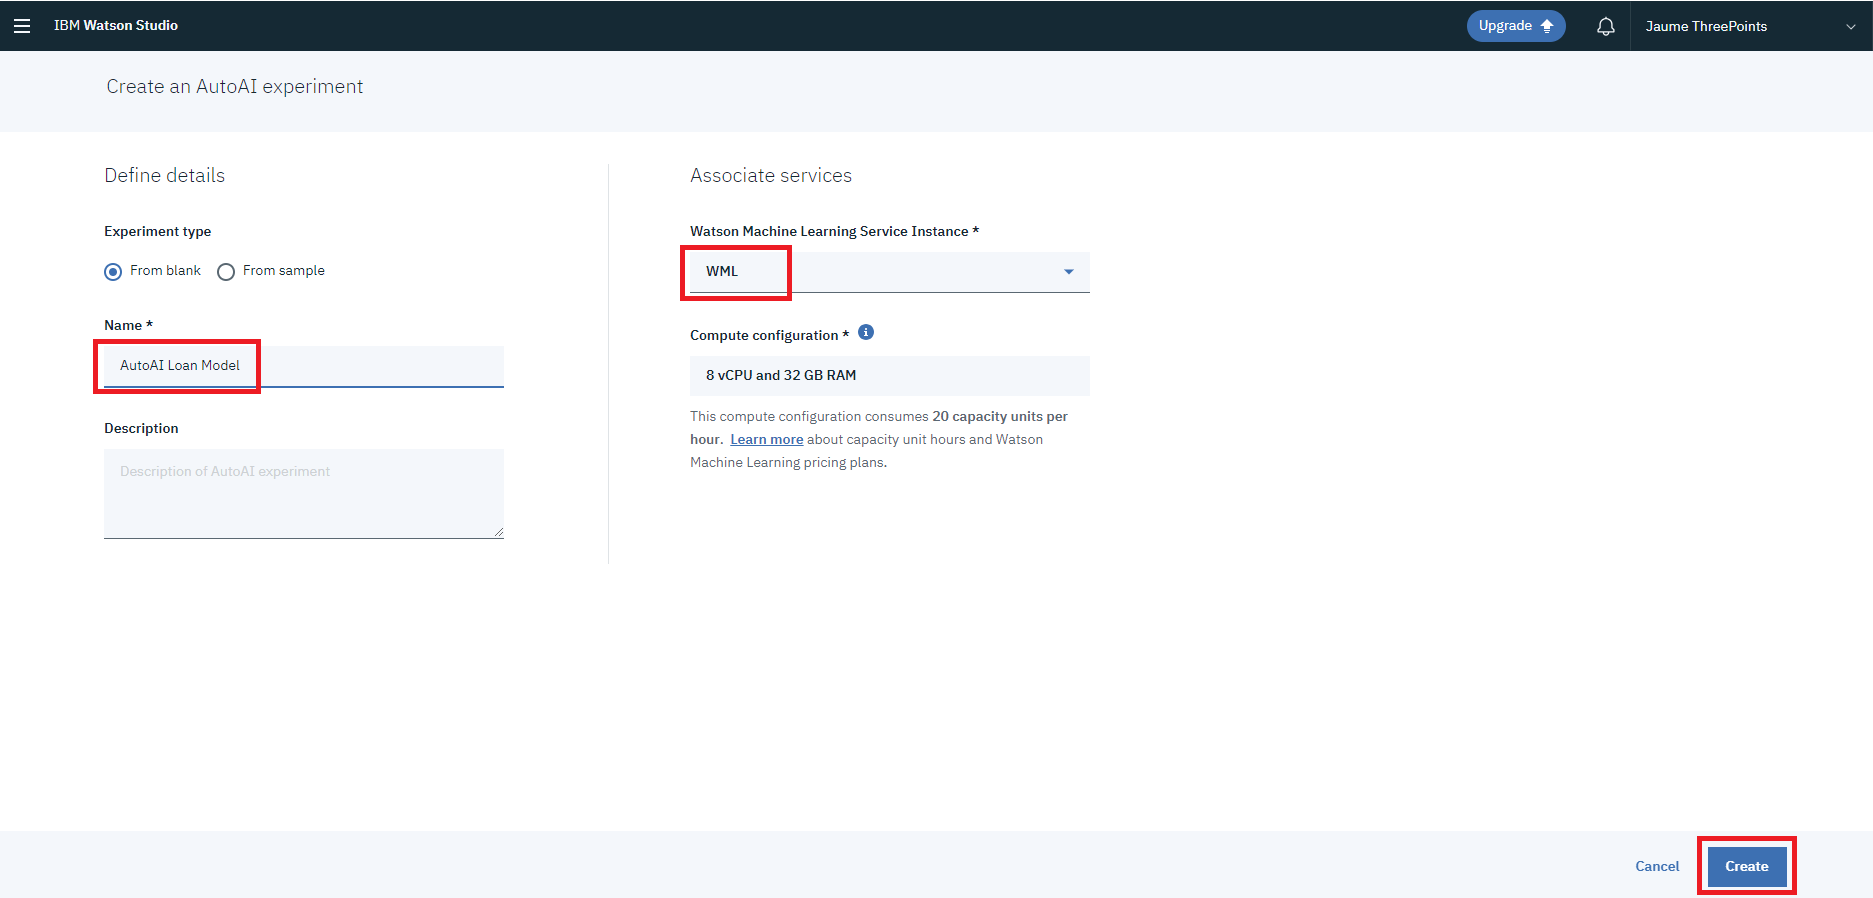 IBM Watson Studio
Upgrade
Jaume ThreePoints
Create an AutoAI experiment
Define details
Experiment type
From blank
From sample
Name *
AutoAI Loan Model
Description
Description of AutoAI experiment
Associate services
Watson Machine Learning Service Instance *
WML
Compute configuration *
8 vCPU and 32 GB RAM
This compute configuration consumes 20 capacity units per
hour. Learn more about capacity unit hours and Watson
Machine Learning pricing plans.
Cancel
Create